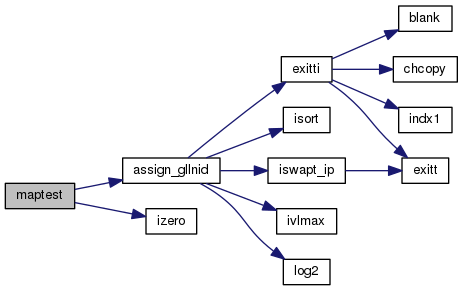 blank
exitti
chcopy
isort
indx1
assign_gllnid
iswapt_ip
exitt
maptest
izero
ivlmax
log2